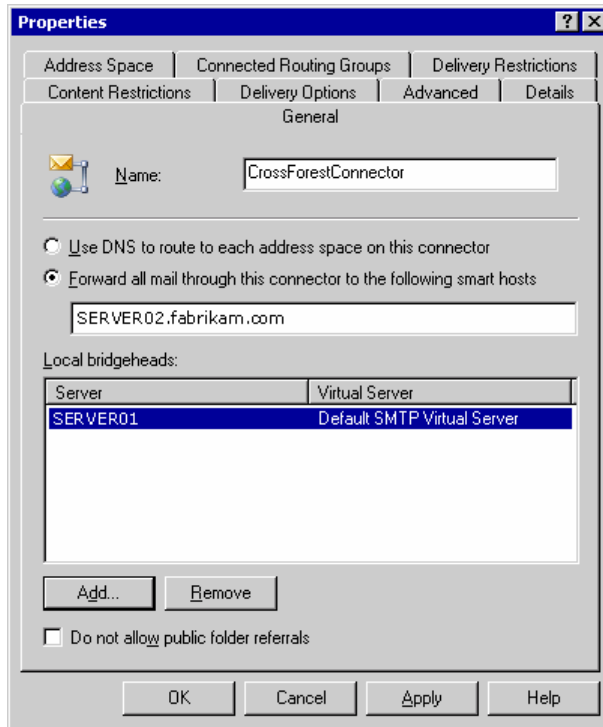 Properties
Address Space Connected Routing Groups Delivery Restrictions
Content Restrictions Delivery Options Advanced Details
General
Name: CrossForestConnector
Use DNS to route to each address space on this connector
Forward all mail through this connector to the following smart hosts
SERVER02.fabrikam.com
Local bridgeheads:
Server Virtual Server
SERVER01 Default SMTP Virtual Server
Add... Remove
Do not allow public folder referrals
OK Cancel Apply Help